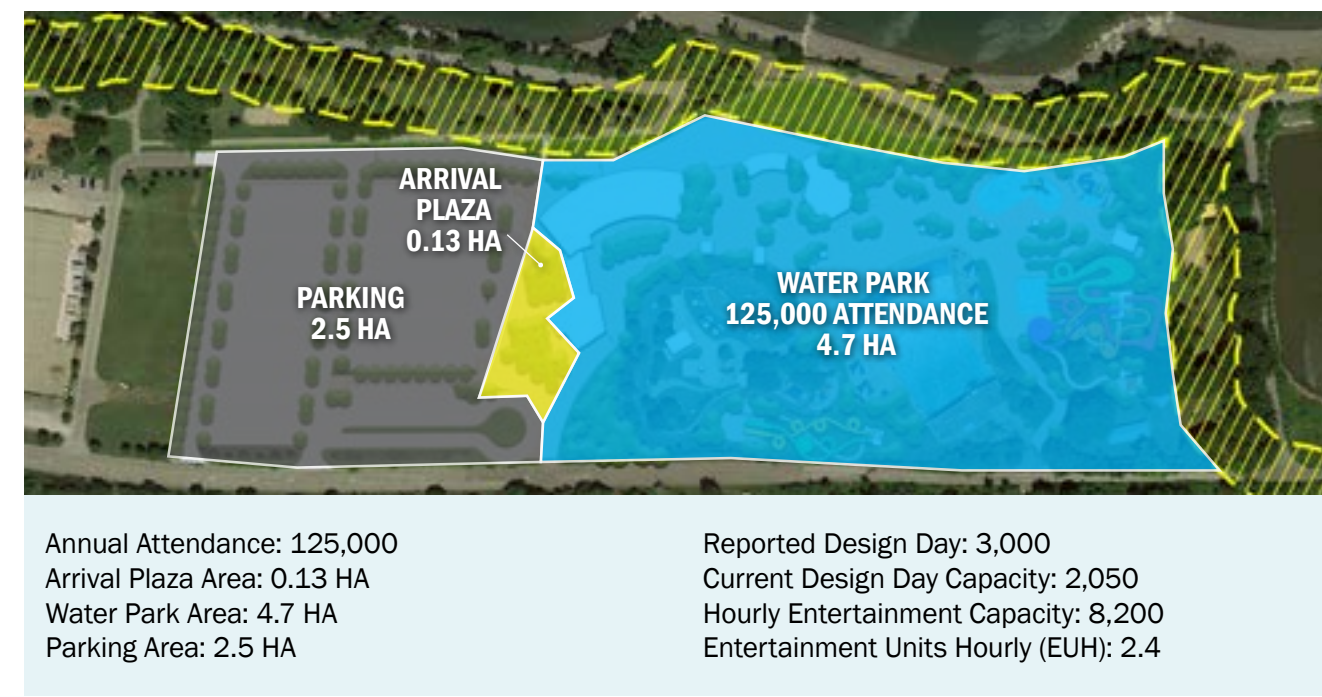 ARRIVAL
PLAZA
0.13 HA
PARKING
2.5 HA
WATER PARK
125,000 ATTENDANCE
4.7 HA
Annual Attendance: 125,000
Arrival Plaza Area: 0.13 HA
Water Park Area: 4.7 HA
Parking Area: 2.5 HA
Reported Design Day: 3,000
Current Design Day Capacity: 2,050
Hourly Entertainment Capacity: 8,200
Entertainment Units Hourly (EUH): 2.4